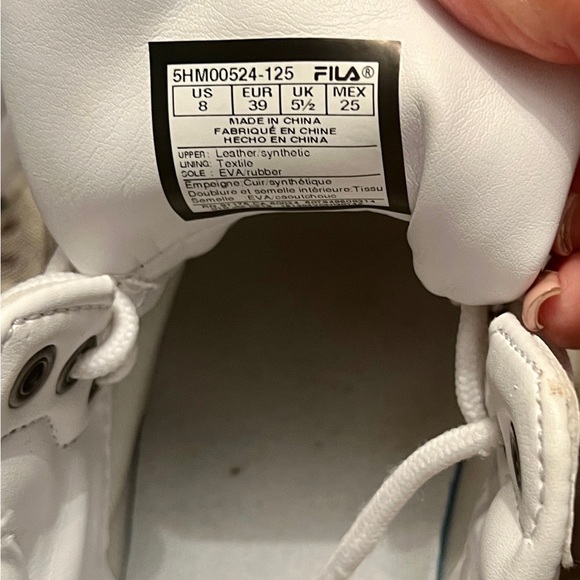 5HM00524-125 FILA®
US EUR UK MEX
8 39 5½ 25
MADE IN CHINA
FABRIQUÉ EN CHINE
HECHO EN CHINA
UPPER: Leather/synthetic
LINING: Textile
SOLE: EVA/rubber
Empeigne:Cuir/synthétique
Doublure et semelle intérieure:Tissu
Semelle EVA/caoutchouc